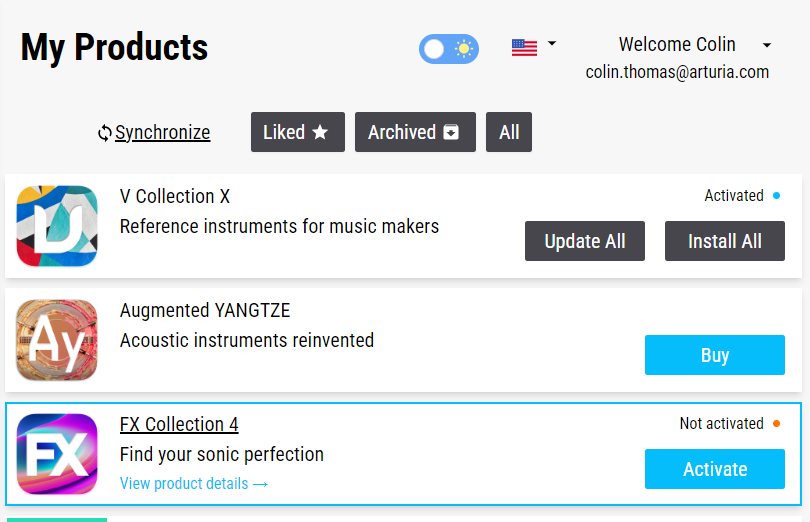 My Products
Welcome Colin
colin.thomas@arturia.com
Synchronize
Liked
Archived
All
V Collection X
Activated
Reference instruments for music makers
Update All
Install All
Ay
Augmented YANGTZE
Acoustic instruments reinvented
Buy
FX
FX Collection 4
Not activated
Find your sonic perfection
Activate
View product details →